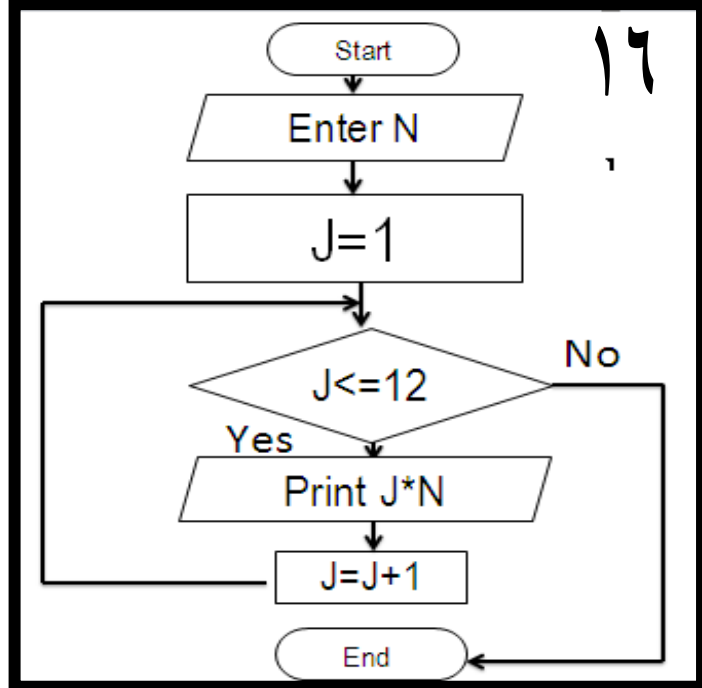 Start
١٦
Enter N
J=1
J<=12
No
Yes
Print J*N
J=J+1
End